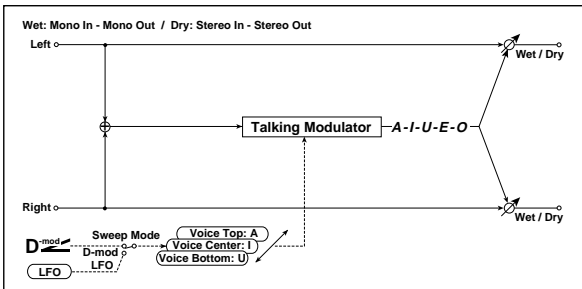 Wet: Mono In - Mono Out / Dry: Stereo In - Stereo Out
Left
Wet / Dry
Talking Modulator
A-I-U-E-O
Right
Wet / Dry
Sweep Mode
D-mod
D-mod
LFO
LFO
Voice Top: A
Voice Center: I
Voice Bottom: U